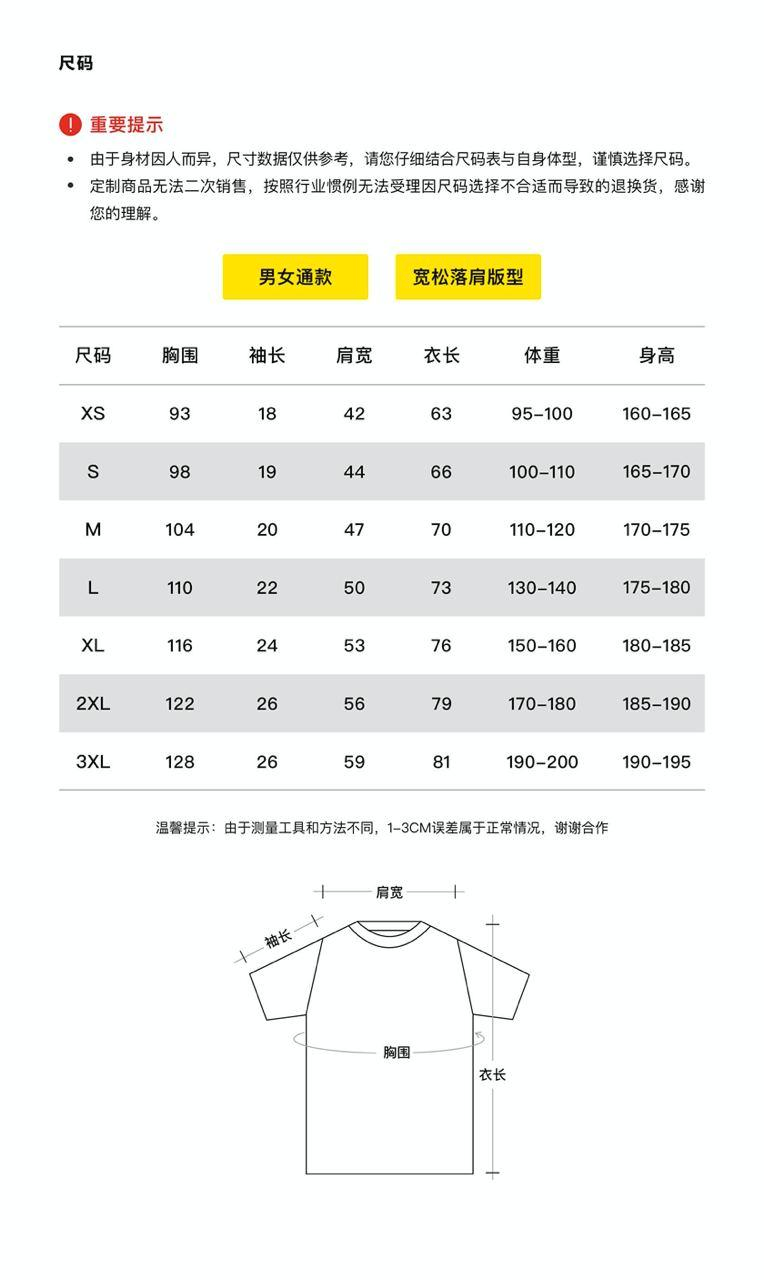 尺码
! 重要提示
• 由于身材因人而异，尺寸数据仅供参考，请您仔细结合尺码表与自身体型，谨慎选择尺码。
• 定制商品无法二次销售，按照行业惯例无法受理因尺码选择不合适而导致的退换货，感谢
您的理解。
男女通款 宽松落肩版型
尺码 胸围 袖长 肩宽 衣长 体重 身高
XS 93 18 42 63 95–100 160–165
S 98 19 44 66 100–110 165–170
M 104 20 47 70 110–120 170–175
L 110 22 50 73 130–140 175–180
XL 116 24 53 76 150–160 180–185
2XL 122 26 56 79 170–180 185–190
3XL 128 26 59 81 190–200 190–195
温馨提示：由于测量工具和方法不同，1–3CM误差属于正常情况，谢谢合作
肩宽
袖长
胸围
衣长